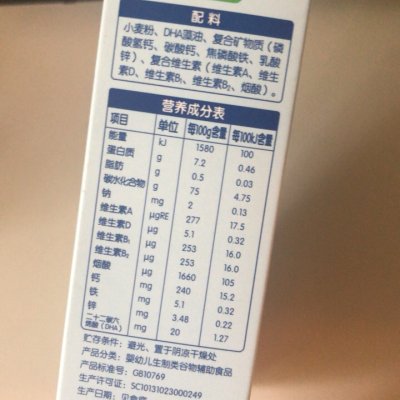 配料
小麦粉、DHA藻油、复合矿物质（磷
酸氢钙、碳酸钙、焦磷酸铁、乳酸
锌）、复合维生素（维生素A、维生
素D、维生素B₁、维生素B₂、烟酸）。
营养成分表
项目 单位 每100g含量 每100kJ含量
能量 kJ 1580 100
蛋白质 g 7.2 0.46
脂肪 g 0.5 0.03
碳水化合物 g 75 4.75
钠 mg 2 0.13
维生素A μgRE 277 17.5
维生素D μg 5.1 0.32
维生素B₁ μg 253 16.0
维生素B₂ μg 253 16.0
烟酸 μg 1660 105
钙 mg 240 15.2
铁 mg 5.1 0.32
锌 mg 3.48 0.22
二十二碳六
烯酸（DHA） mg 20 1.27
贮存条件：避光、置于阴凉干燥处
产品分类：婴幼儿生制类谷物辅助食品
产品标准号：GB10769
生产许可证：SC10131023000249
生产日期：见盒底